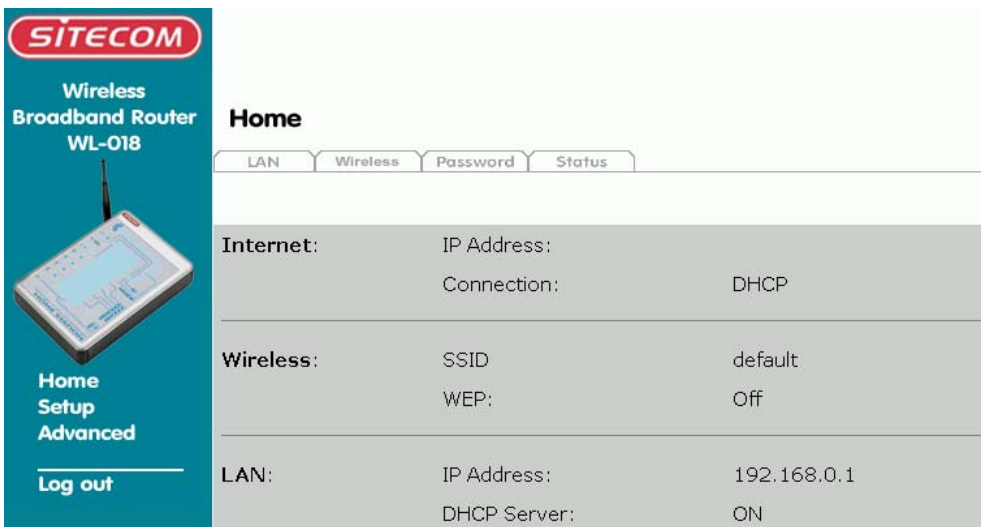 SITECOM
Wireless
Broadband Router
WL-018
Home
LAN Wireless Password Status
Internet: IP Address:
Connection: DHCP
Wireless: SSID default
WEP: Off
LAN: IP Address: 192.168.0.1
DHCP Server: ON
Home
Setup
Advanced
Log out